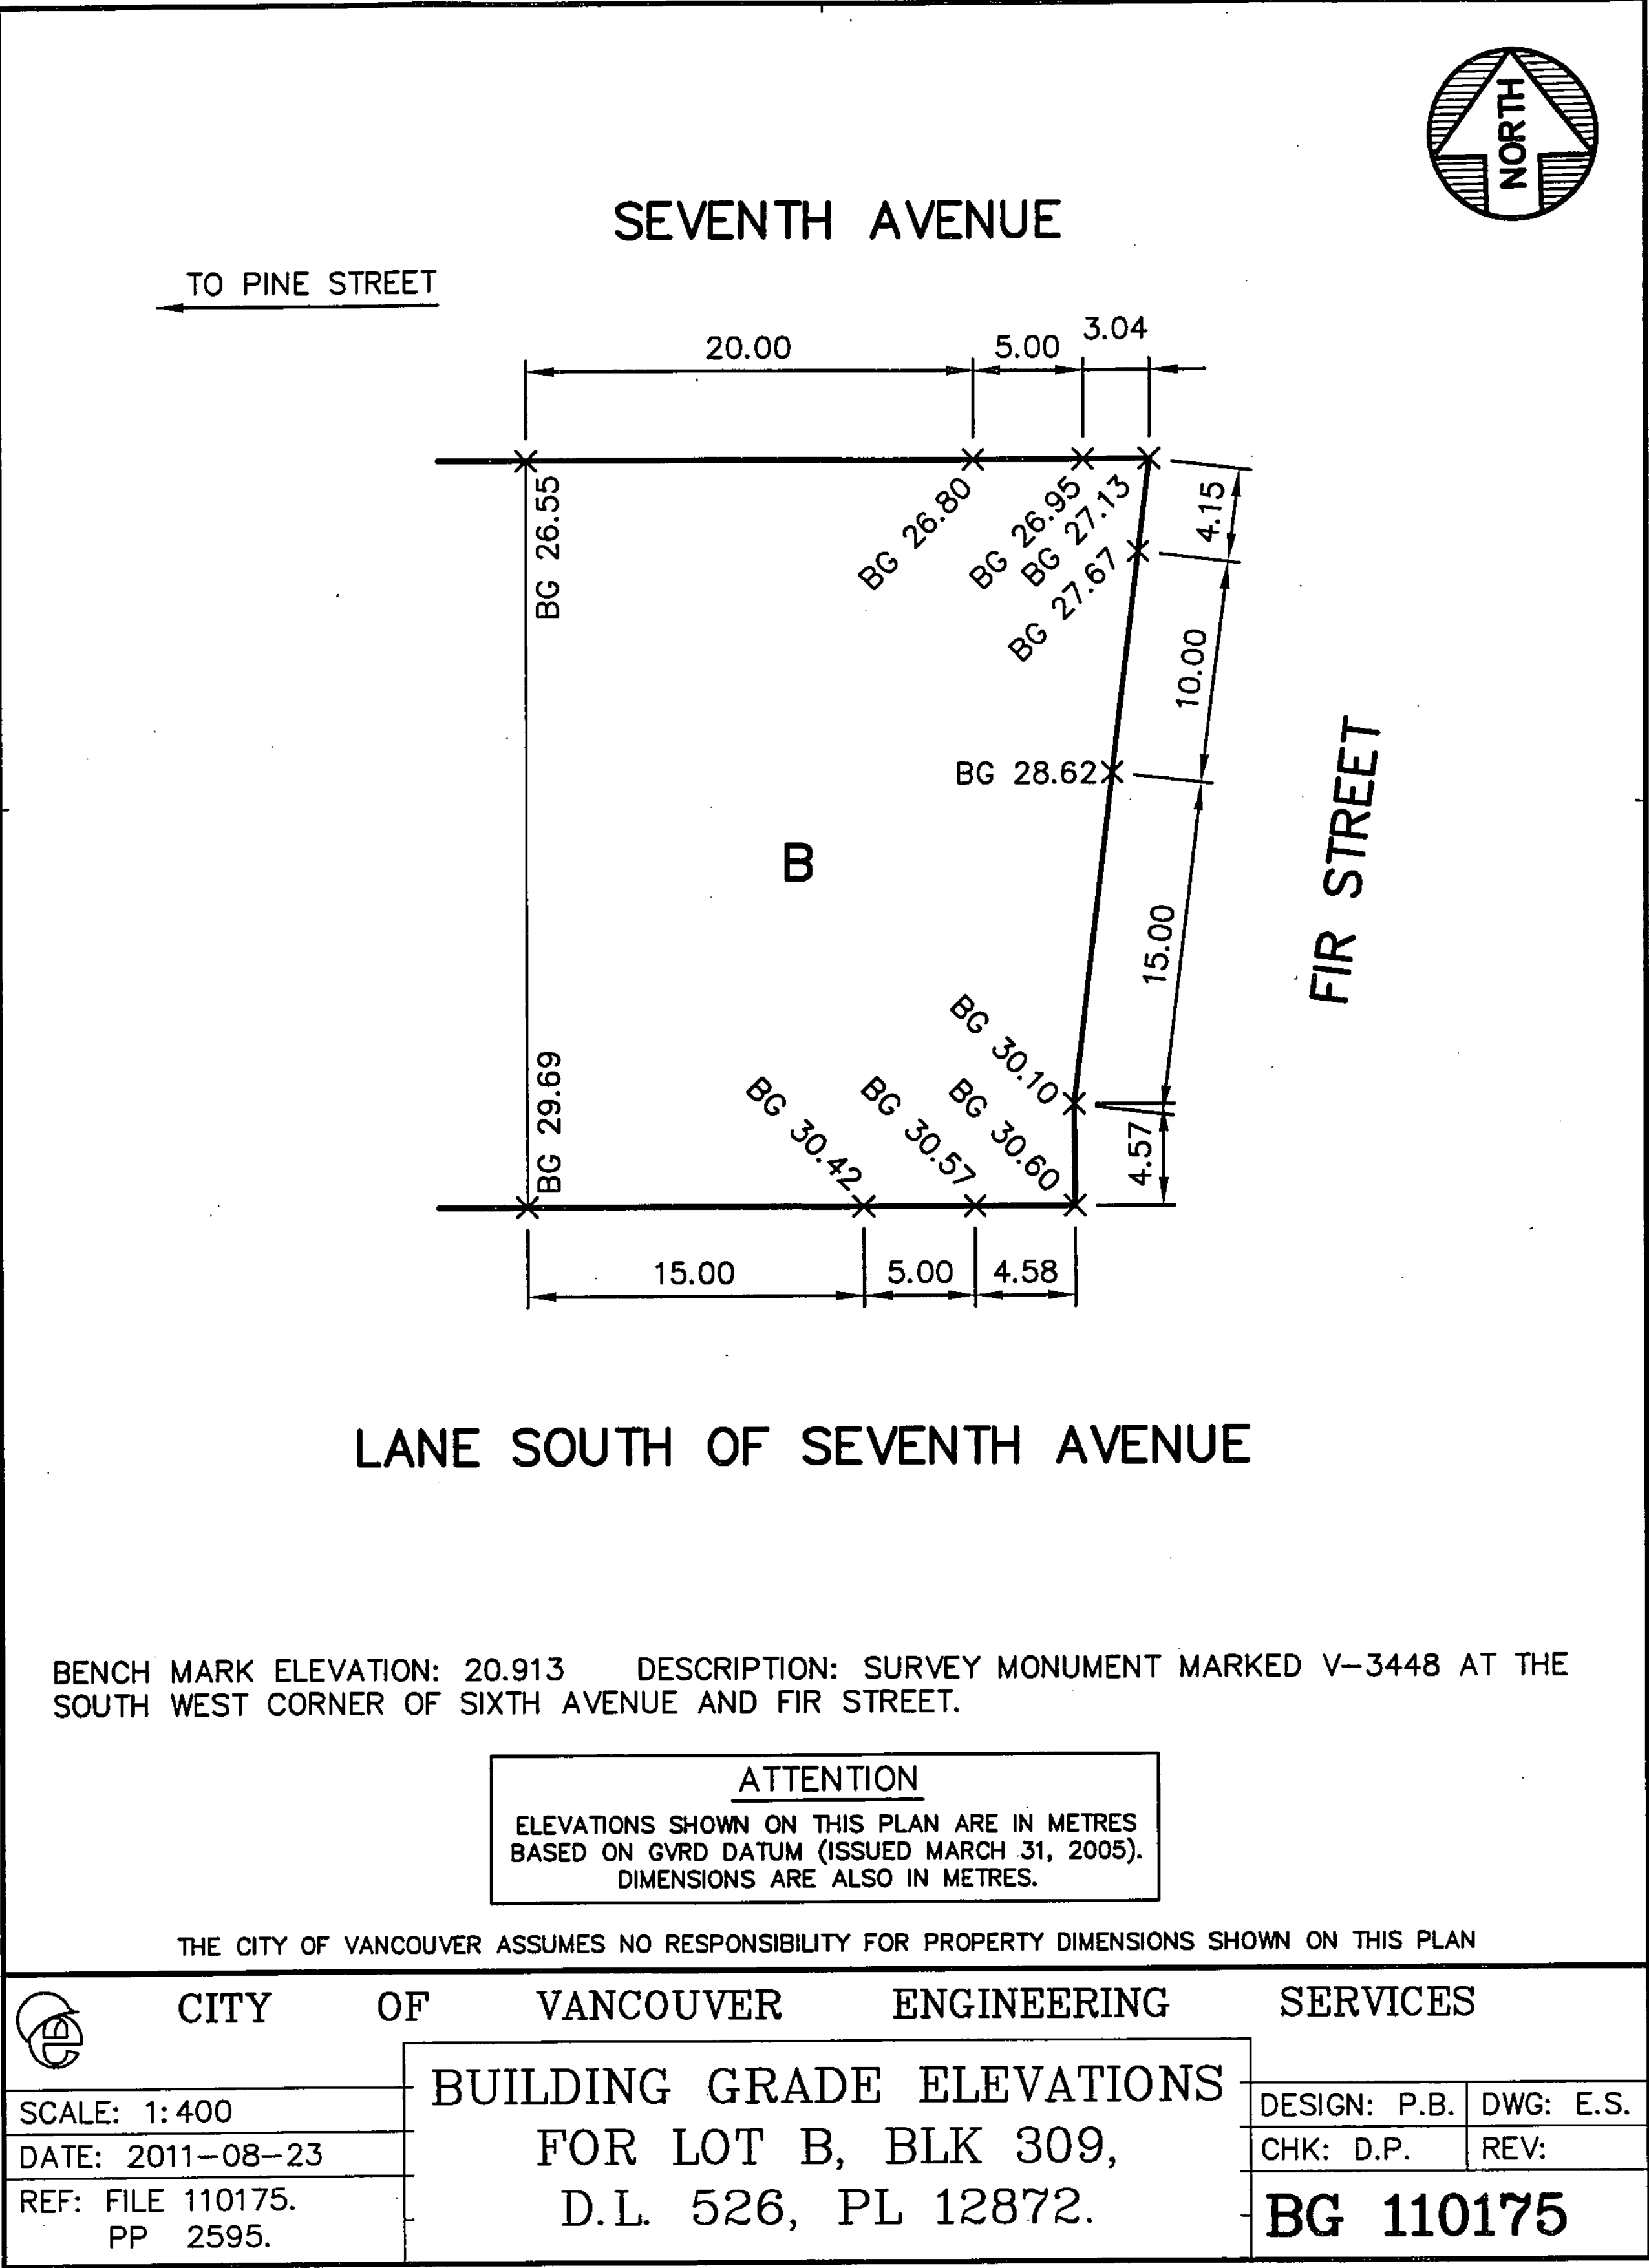 NORTH
SEVENTH AVENUE
TO PINE STREET
20.00
5.00
3.04
BG 26.55
BG 26.80
BG 26.95
BG 27.13
BG 27.67
4.15
10.00
BG 28.62
FIR STREET
B
15.00
BG 30.10
BG 29.69
BG 30.42
BG 30.57
BG 30.60
4.57
15.00
5.00
4.58
LANE SOUTH OF SEVENTH AVENUE
BENCH MARK ELEVATION: 20.913 DESCRIPTION: SURVEY MONUMENT MARKED V-3448 AT THE
SOUTH WEST CORNER OF SIXTH AVENUE AND FIR STREET.
ATTENTION
ELEVATIONS SHOWN ON THIS PLAN ARE IN METRES
BASED ON GVRD DATUM (ISSUED MARCH 31, 2005).
DIMENSIONS ARE ALSO IN METRES.
THE CITY OF VANCOUVER ASSUMES NO RESPONSIBILITY FOR PROPERTY DIMENSIONS SHOWN ON THIS PLAN
CITY OF VANCOUVER ENGINEERING SERVICES
SCALE: 1:400
DATE: 2011-08-23
REF: FILE 110175.
PP 2595.
BUILDING GRADE ELEVATIONS
FOR LOT B, BLK 309,
D.L. 526, PL 12872.
DESIGN: P.B. DWG: E.S.
CHK: D.P. REV:
BG 110175